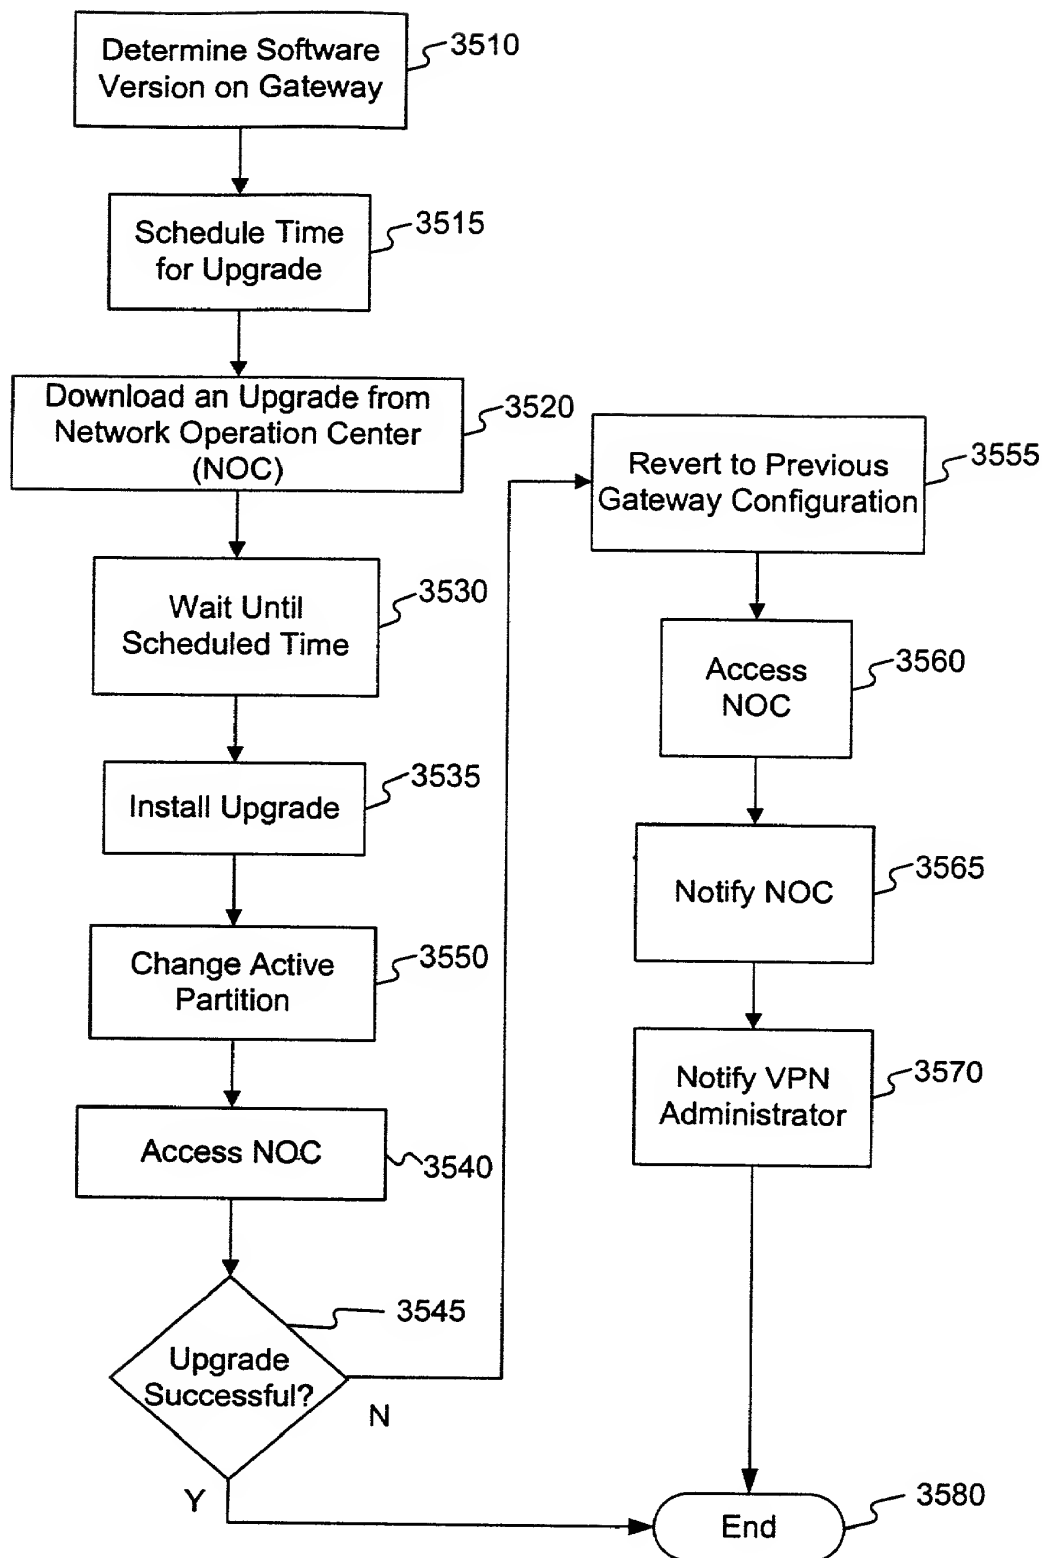 Determine Software
Version on Gateway
3510
Schedule Time
for Upgrade
3515
Download an Upgrade from
Network Operation Center
(NOC)
3520
Wait Until
Scheduled Time
3530
Install Upgrade
3535
Change Active
Partition
3550
Access NOC
3540
Upgrade
Successful?
3545
N
Y
Revert to Previous
Gateway Configuration
3555
Access
NOC
3560
Notify NOC
3565
Notify VPN
Administrator
3570
End
3580